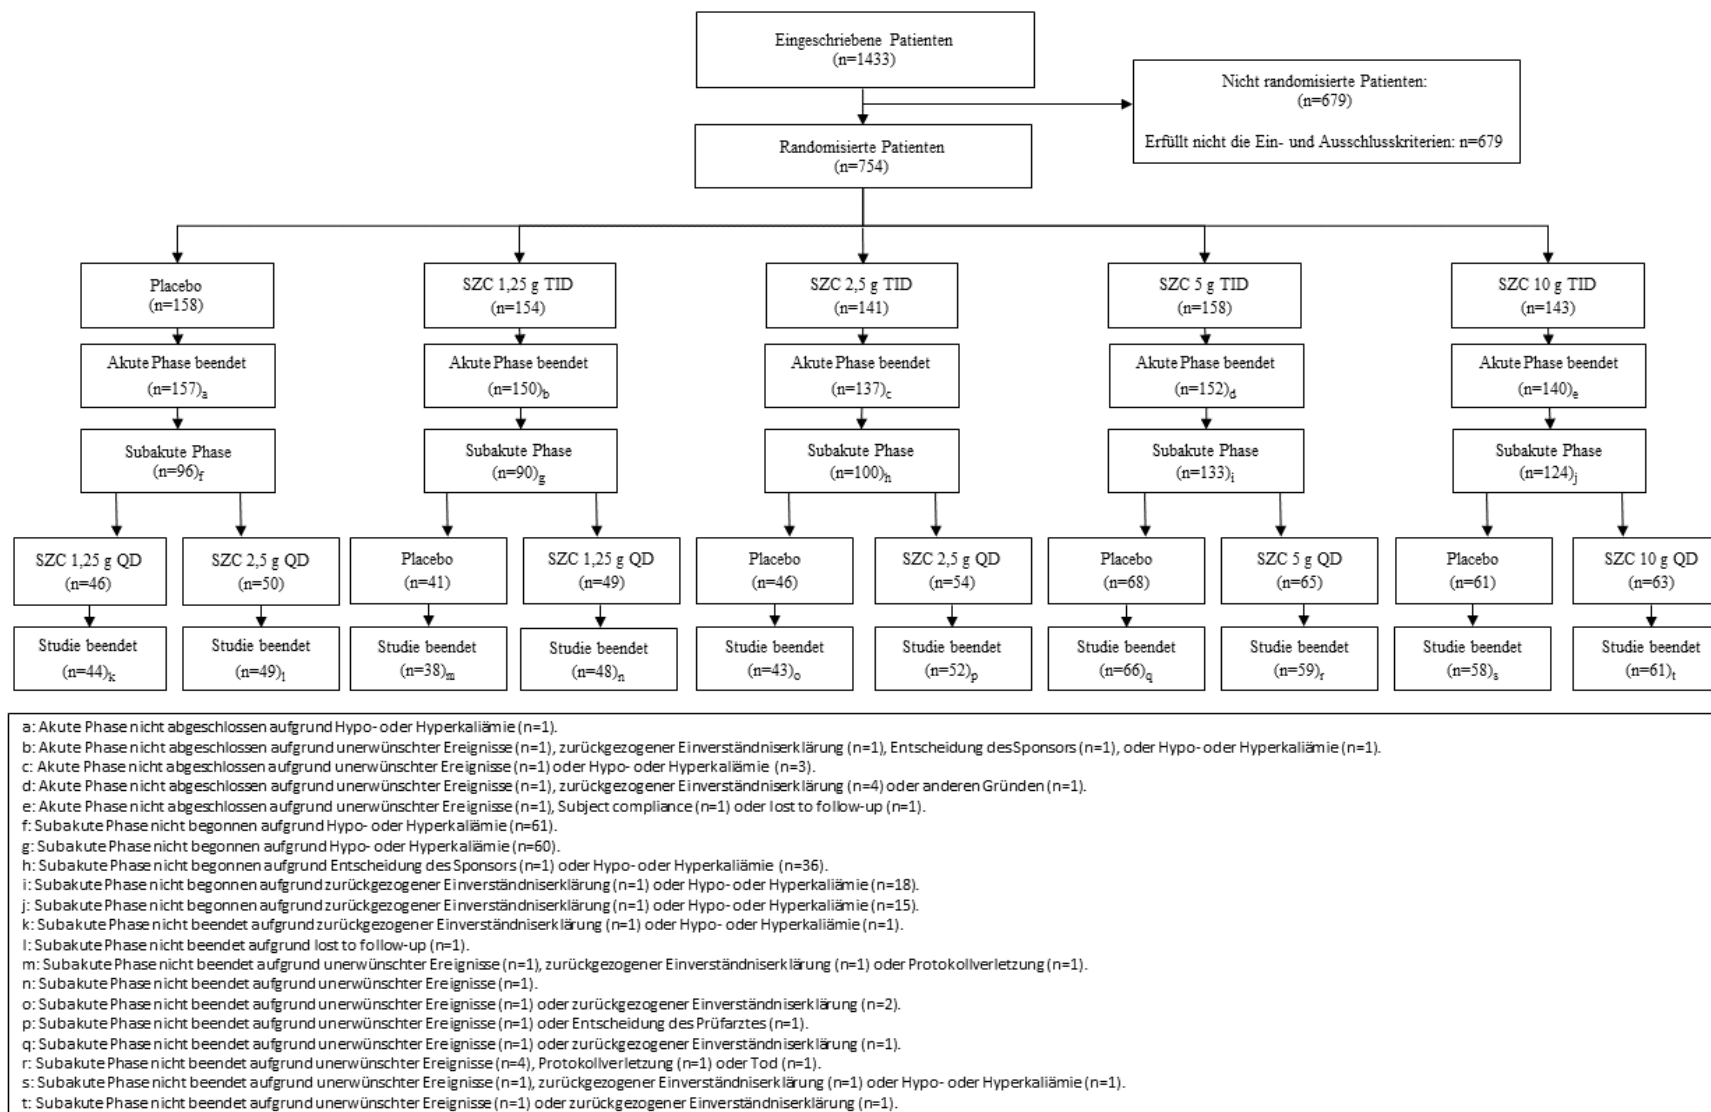 Eingeschriebene Patienten
(n=1433)
Nicht randomisierte Patienten:
(n=679)
Erfüllt nicht die Ein- und Ausschlusskriterien: n=679
Randomisierte Patienten
(n=754)
Placebo
(n=158)
SZC 1,25 g TID
(n=154)
SZC 2,5 g TID
(n=141)
SZC 5 g TID
(n=158)
SZC 10 g TID
(n=143)
Akute Phase beendet
(n=157)a
Akute Phase beendet
(n=150)b
Akute Phase beendet
(n=137)c
Akute Phase beendet
(n=152)d
Akute Phase beendet
(n=140)e
Subakute Phase
(n=96)f
Subakute Phase
(n=90)g
Subakute Phase
(n=100)h
Subakute Phase
(n=133)i
Subakute Phase
(n=124)j
SZC 1,25 g QD
(n=46)
SZC 2,5 g QD
(n=50)
Placebo
(n=41)
SZC 1,25 g QD
(n=49)
Placebo
(n=46)
SZC 2,5 g QD
(n=54)
Placebo
(n=68)
SZC 5 g QD
(n=65)
Placebo
(n=61)
SZC 10 g QD
(n=63)
Studie beendet
(n=44)k
Studie beendet
(n=49)l
Studie beendet
(n=38)m
Studie beendet
(n=48)n
Studie beendet
(n=43)o
Studie beendet
(n=52)p
Studie beendet
(n=66)q
Studie beendet
(n=59)r
Studie beendet
(n=58)s
Studie beendet
(n=61)t
a: Akute Phase nicht abgeschlossen aufgrund Hypo- oder Hyperkaliämie (n=1).
b: Akute Phase nicht abgeschlossen aufgrund unerwünschter Ereignisse (n=1), zurückgezogener Einverständniserklärung (n=1), Entscheidung des Sponsors (n=1), oder Hypo- oder Hyperkaliämie (n=1).
c: Akute Phase nicht abgeschlossen aufgrund unerwünschter Ereignisse (n=1) oder Hypo- oder Hyperkaliämie (n=3).
d: Akute Phase nicht abgeschlossen aufgrund unerwünschter Ereignisse (n=1), zurückgezogener Einverständniserklärung (n=4) oder anderen Gründen (n=1).
e: Akute Phase nicht abgeschlossen aufgrund unerwünschter Ereignisse (n=1), Subject compliance (n=1) oder lost to follow-up (n=1).
f: Subakute Phase nicht begonnen aufgrund Hypo- oder Hyperkaliämie (n=61).
g: Subakute Phase nicht begonnen aufgrund Hypo- oder Hyperkaliämie (n=60).
h: Subakute Phase nicht begonnen aufgrund Entscheidung des Sponsors (n=1) oder Hypo- oder Hyperkaliämie (n=36).
i: Subakute Phase nicht begonnen aufgrund zurückgezogener Einverständniserklärung (n=1) oder Hypo- oder Hyperkaliämie (n=18).
j: Subakute Phase nicht begonnen aufgrund zurückgezogener Einverständniserklärung (n=1) oder Hypo- oder Hyperkaliämie (n=15).
k: Subakute Phase nicht beendet aufgrund zurückgezogener Einverständniserklärung (n=1) oder Hypo- oder Hyperkaliämie (n=1).
l: Subakute Phase nicht beendet aufgrund lost to follow-up (n=1).
m: Subakute Phase nicht beendet aufgrund unerwünschter Ereignisse (n=1), zurückgezogener Einverständniserklärung (n=1) oder Protokollverletzung (n=1).
n: Subakute Phase nicht beendet aufgrund unerwünschter Ereignisse (n=1).
o: Subakute Phase nicht beendet aufgrund unerwünschter Ereignisse (n=1) oder zurückgezogener Einverständniserklärung (n=2).
p: Subakute Phase nicht beendet aufgrund unerwünschter Ereignisse (n=1) oder Entscheidung des Prüfarztes (n=1).
q: Subakute Phase nicht beendet aufgrund unerwünschter Ereignisse (n=1) oder zurückgezogener Einverständniserklärung (n=1).
r: Subakute Phase nicht beendet aufgrund unerwünschter Ereignisse (n=4), Protokollverletzung (n=1) oder Tod (n=1).
s: Subakute Phase nicht beendet aufgrund unerwünschter Ereignisse (n=1), zurückgezogener Einverständniserklärung (n=1) oder Hypo- oder Hyperkaliämie (n=1).
t: Subakute Phase nicht beendet aufgrund unerwünschter Ereignisse (n=1) oder zurückgezogener Einverständniserklärung (n=1).